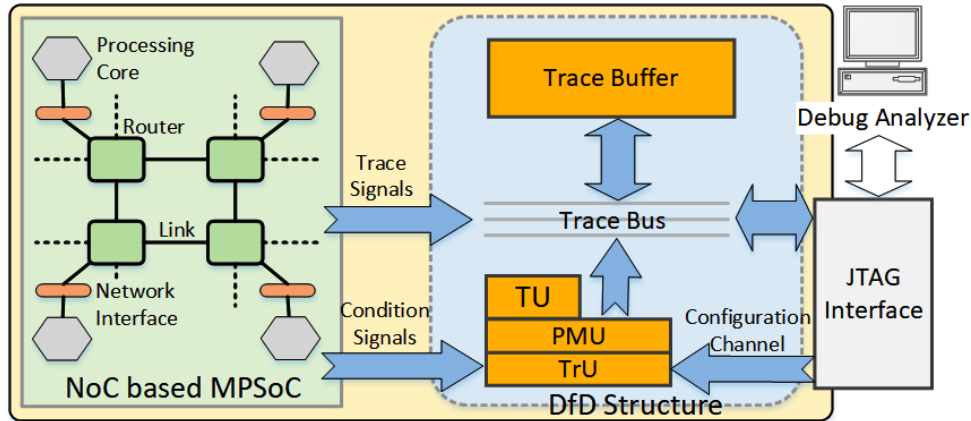 Processing
Core
Router
Link
Network
Interface
NoC based MPSoC
Trace
Signals
Condition
Signals
Trace Buffer
Trace Bus
TU
PMU
TrU
DfD Structure
Configuration
Channel
Debug Analyzer
JTAG
Interface